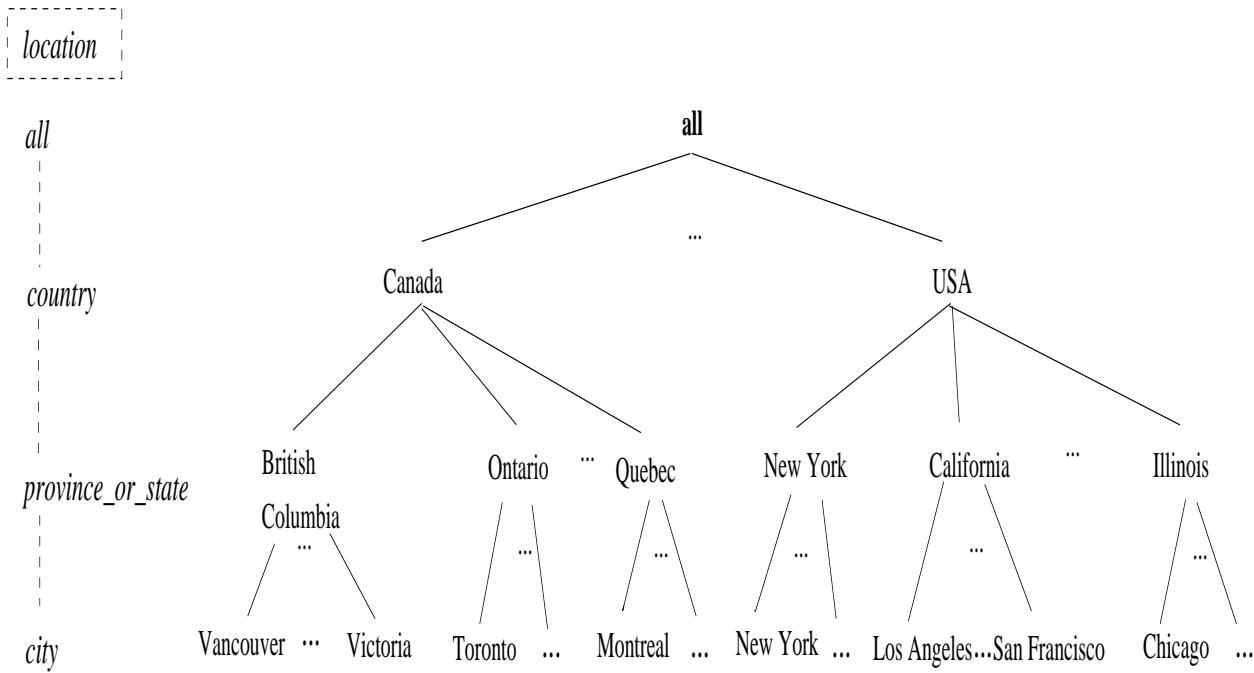 location
all
all
...
Canada
USA
country
British
Columbia
Ontario
...
Quebec
New York
California
...
Illinois
province_or_state
...
...
...
...
...
...
Vancouver ... Victoria
Toronto ...
Montreal ...
New York ...
Los Angeles...San Francisco
Chicago ...
city